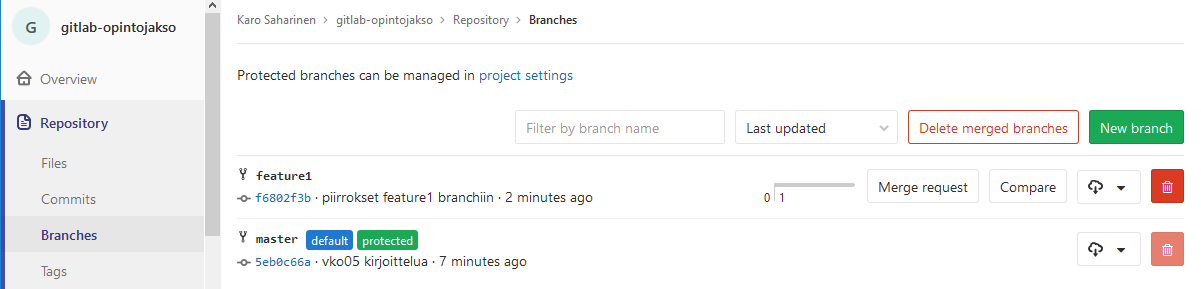 G gitlab-opintojakso
Overview
Repository
Files
Commits
Branches
Tags
Karo Saharinen > gitlab-opintojakso > Repository > Branches
Protected branches can be managed in project settings
Filter by branch name Last updated Delete merged branches New branch
feature1
f6802f3b · piirrokset feature1 branchiin · 2 minutes ago 0 1 Merge request Compare
master default protected
5eb0c66a · vko05 kirjoittelua · 7 minutes ago